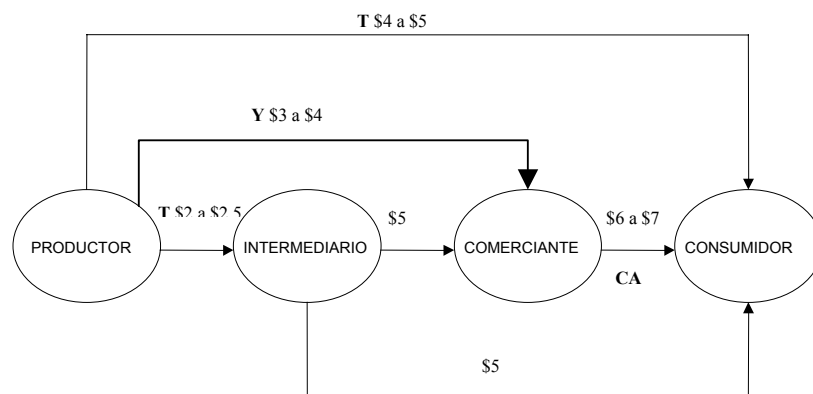 T $4 a $5
Y $3 a $4
T $2 a $2.5
$5
$6 a $7
PRODUCTOR
INTERMEDIARIO
COMERCIANTE
CONSUMIDOR
CA
$5